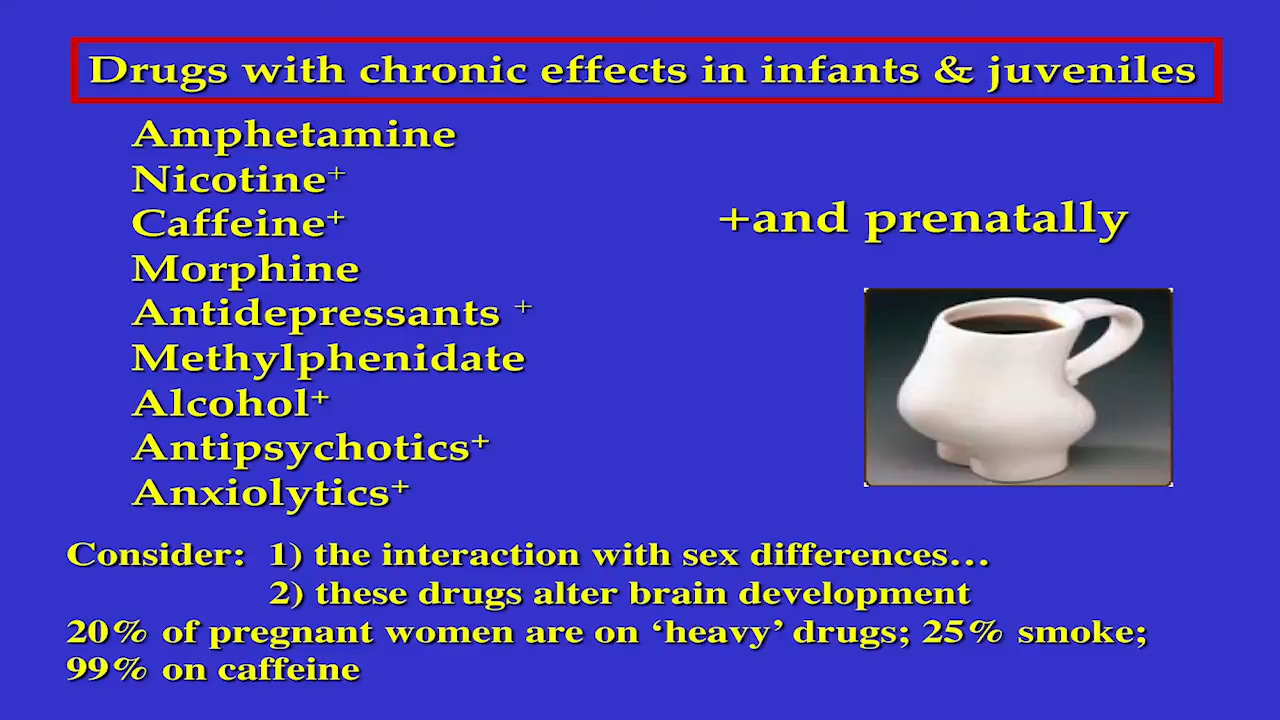 Drugs with chronic effects in infants & juveniles
Amphetamine
Nicotine+
Caffeine+
+and prenatally
Morphine
Antidepressants +
Methylphenidate
Alcohol+
Antipsychotics+
Anxiolytics+
Consider: 1) the interaction with sex differences…
2) these drugs alter brain development
20% of pregnant women are on ‘heavy’ drugs; 25% smoke;
99% on caffeine